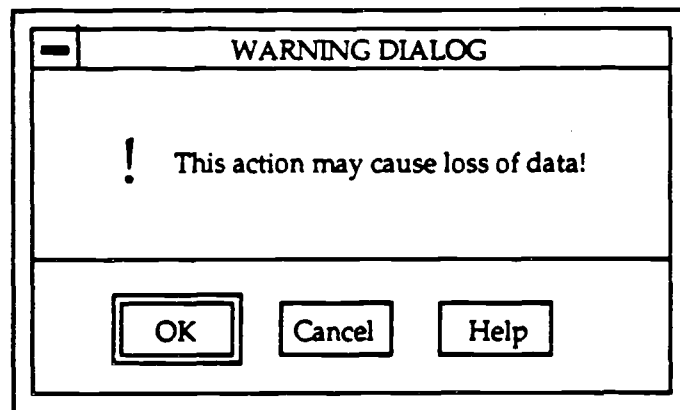 WARNING DIALOG
! This action may cause loss of data!
OK Cancel Help